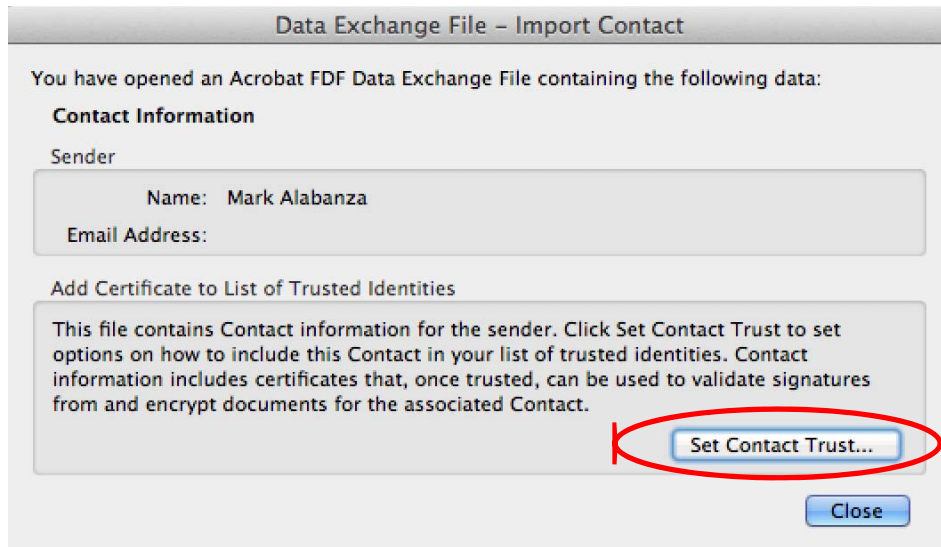 Data Exchange File – Import Contact
You have opened an Acrobat FDF Data Exchange File containing the following data:
Contact Information
Sender
Name: Mark Alabanza
Email Address:
Add Certificate to List of Trusted Identities
This file contains Contact information for the sender. Click Set Contact Trust to set
options on how to include this Contact in your list of trusted identities. Contact
information includes certificates that, once trusted, can be used to validate signatures
from and encrypt documents for the associated Contact.
Set Contact Trust...
Close